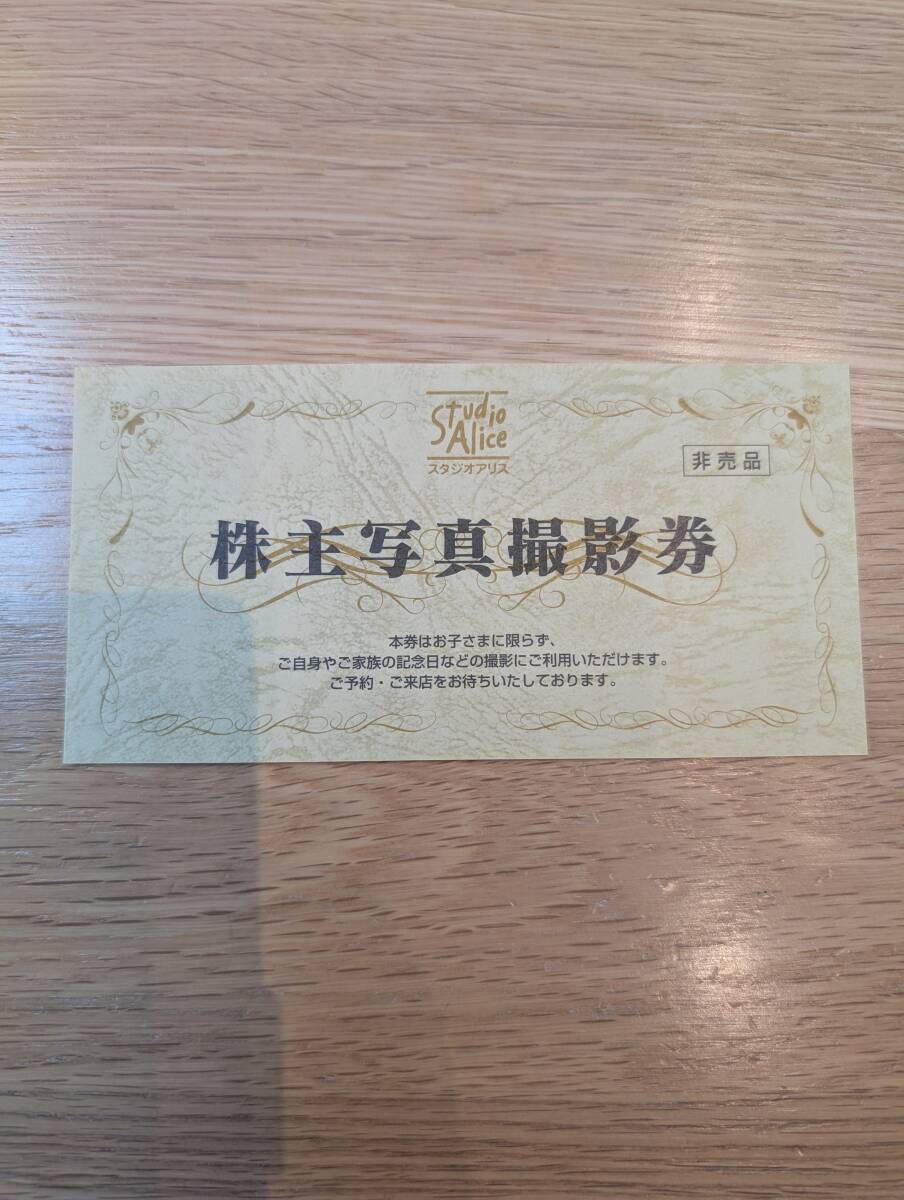 Studio
Alice
スタジオアリス
非売品
株主写真撮影券
本券はお子さまに限らず、
ご自身やご家族の記念日などの撮影にご利用いただけます。
ご予約・ご来店をお待ちいたしております。